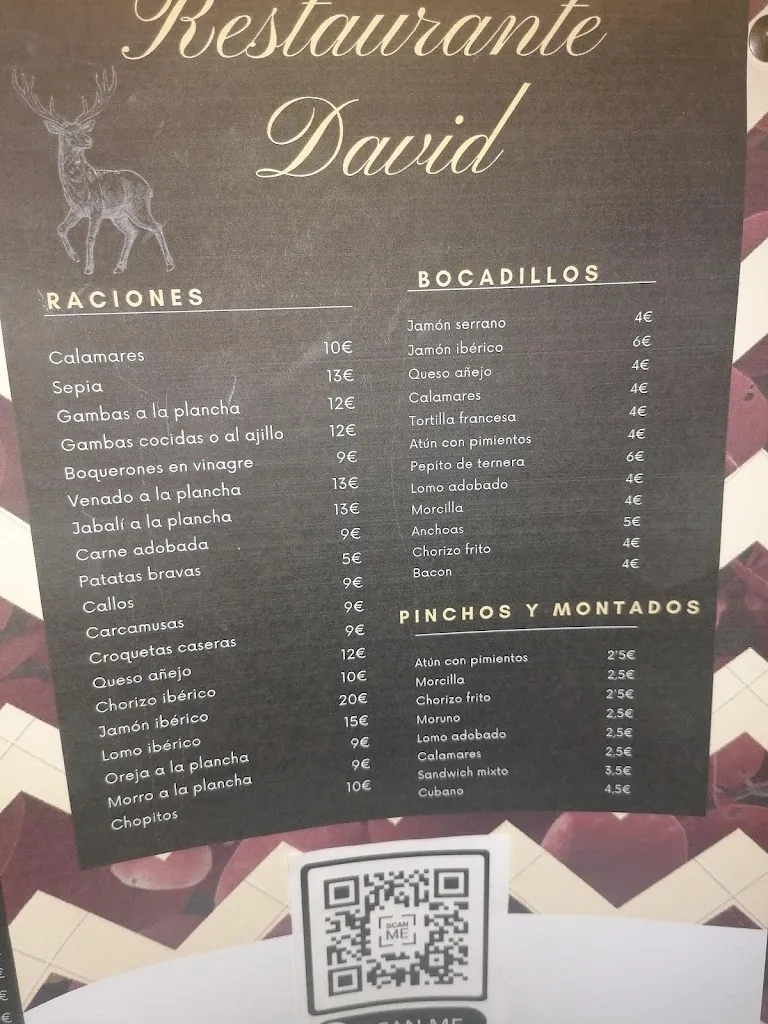 Restaurante
David
RACIONES
Calamares 10€
Sepia 13€
Gambas a la plancha 12€
Gambas cocidas o al ajillo 12€
Boquerones en vinagre 9€
Venado a la plancha 13€
Jabalí a la plancha 13€
Carne adobada 9€
Patatas bravas 5€
Callos 9€
Carcamusas 9€
Croquetas caseras 9€
Queso añejo 12€
Chorizo ibérico 10€
Jamón ibérico 20€
Lomo ibérico 15€
Oreja a la plancha 9€
Morro a la plancha 9€
Chopitos 10€
BOCADILLOS
Jamón serrano 4€
Jamón ibérico 6€
Queso añejo 4€
Calamares 4€
Tortilla francesa 4€
Atún con pimientos 4€
Pepito de ternera 6€
Lomo adobado 4€
Morcilla 4€
Anchoas 5€
Chorizo frito 4€
Bacon 4€
PINCHOS Y MONTADOS
Atún con pimientos 2'5€
Morcilla 2,5€
Chorizo frito 2'5€
Moruno 2,5€
Lomo adobado 2,5€
Calamares 2,5€
Sandwich mixto 3,5€
Cubano 4,5€
SCAN
ME
SCAN ME
€
€
€